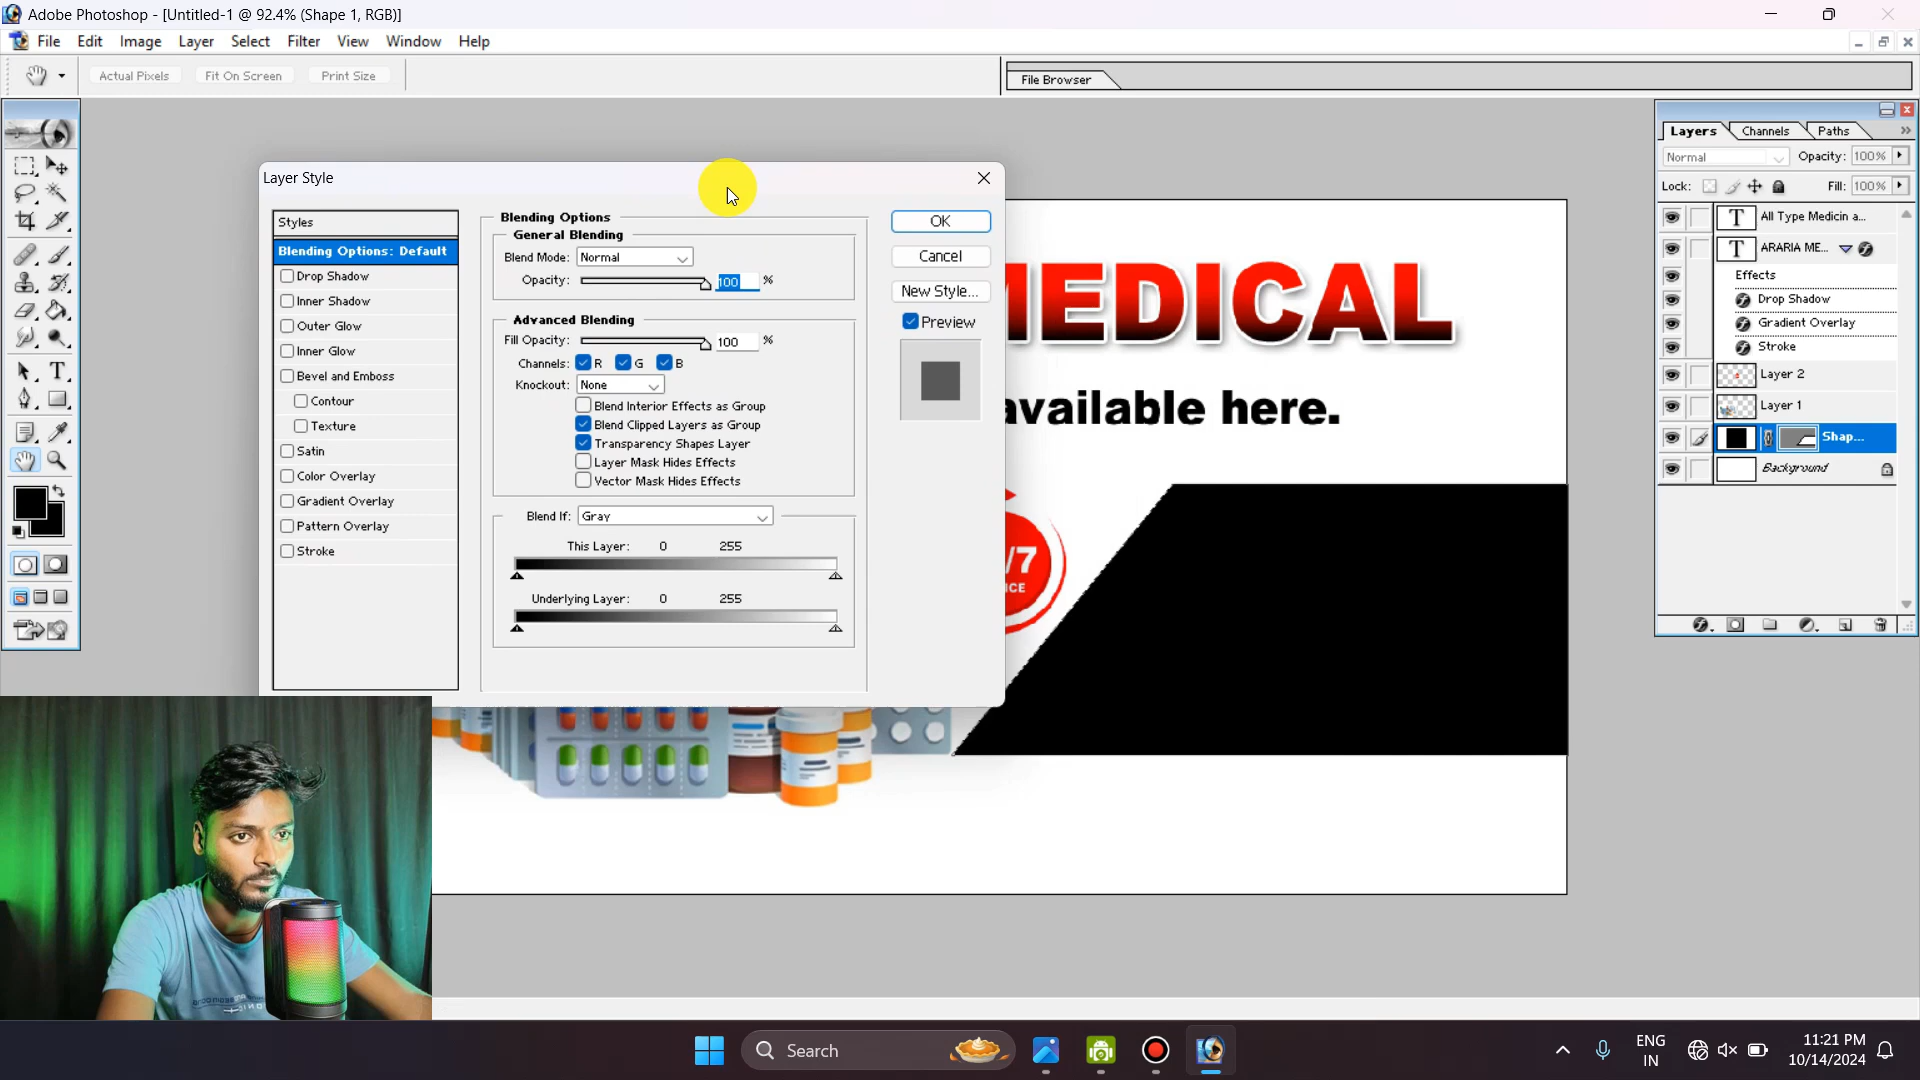 Adobe Photoshop - [Untitled-1 @ 92.4% (Shape 1, RGB)]
File Edit Image Layer Select Filter View Window Help
Actual Pixels Fit On Screen Print Size
File Browser
Layer Style
Styles
Blending Options: Default
Drop Shadow
Inner Shadow
Outer Glow
Inner Glow
Bevel and Emboss
Contour
Texture
Satin
Color Overlay
Gradient Overlay
Pattern Overlay
Stroke
Blending Options
General Blending
Blend Mode: Normal
Opacity: 100 %
Advanced Blending
Fill Opacity: 100 %
Channels: R G B
Knockout: None
Blend Interior Effects as Group
Blend Clipped Layers as Group
Transparency Shapes Layer
Layer Mask Hides Effects
Vector Mask Hides Effects
Blend If: Gray
This Layer: 0 255
Underlying Layer: 0 255
OK
Cancel
New Style...
Preview
MEDICAL
available here.
/7
ICE
Layers Channels Paths
Normal Opacity: 100%
Lock: Fill: 100%
T All Type Medicin a...
T ARARIA ME...
Effects
Drop Shadow
Gradient Overlay
Stroke
Layer 2
Layer 1
Shap...
Background
Search
ENG
IN
11:21 PM
10/14/2024